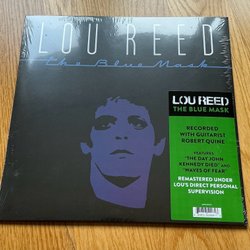 LOU REED
The Blue Mask
LOU REED
THE BLUE MASK
RECORDED
WITH GUITARIST
ROBERT QUINE
FEATURES
"THE DAY JOHN
KENNEDY DIED" AND
"WAVES OF FEAR"
REMASTERED UNDER
LOU'S DIRECT PERSONAL
SUPERVISION